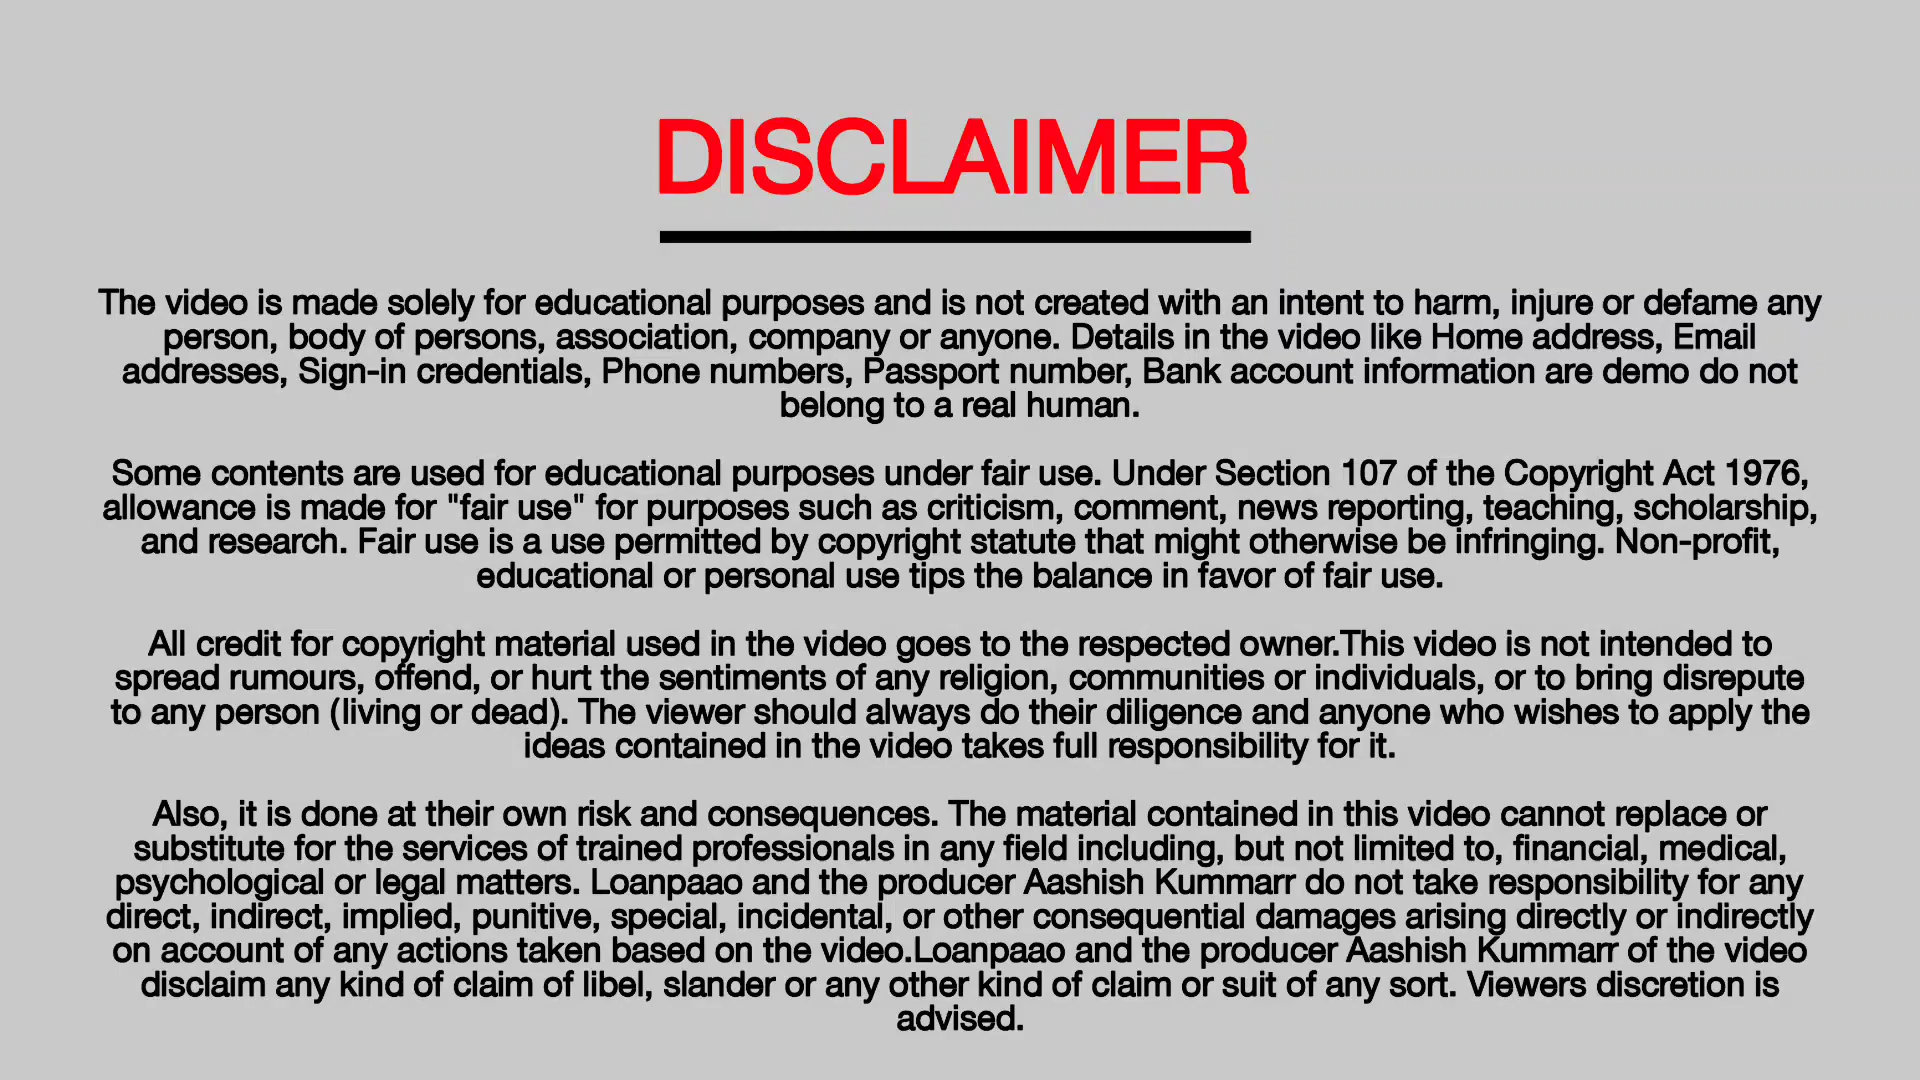 DISCLAIMER
The video is made solely for educational purposes and is not created with an intent to harm, injure or defame any
person, body of persons, association, company or anyone. Details in the video like Home address, Email
addresses, Sign-in credentials, Phone numbers, Passport number, Bank account information are demo do not
belong to a real human.
Some contents are used for educational purposes under fair use. Under Section 107 of the Copyright Act 1976,
allowance is made for "fair use" for purposes such as criticism, comment, news reporting, teaching, scholarship,
and research. Fair use is a use permitted by copyright statute that might otherwise be infringing. Non-profit,
educational or personal use tips the balance in favor of fair use.
All credit for copyright material used in the video goes to the respected owner.This video is not intended to
spread rumours, offend, or hurt the sentiments of any religion, communities or individuals, or to bring disrepute
to any person (living or dead). The viewer should always do their diligence and anyone who wishes to apply the
ideas contained in the video takes full responsibility for it.
Also, it is done at their own risk and consequences. The material contained in this video cannot replace or
substitute for the services of trained professionals in any field including, but not limited to, financial, medical,
psychological or legal matters. Loanpaao and the producer Aashish Kummarr do not take responsibility for any
direct, indirect, implied, punitive, special, incidental, or other consequential damages arising directly or indirectly
on account of any actions taken based on the video.Loanpaao and the producer Aashish Kummarr of the video
disclaim any kind of claim of libel, slander or any other kind of claim or suit of any sort. Viewers discretion is
advised.